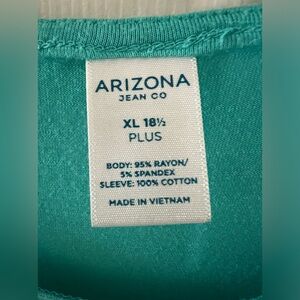 ARIZONA
JEAN CO
XL 18½
PLUS
BODY: 95% RAYON/
5% SPANDEX
SLEEVE: 100% COTTON
MADE IN VIETNAM